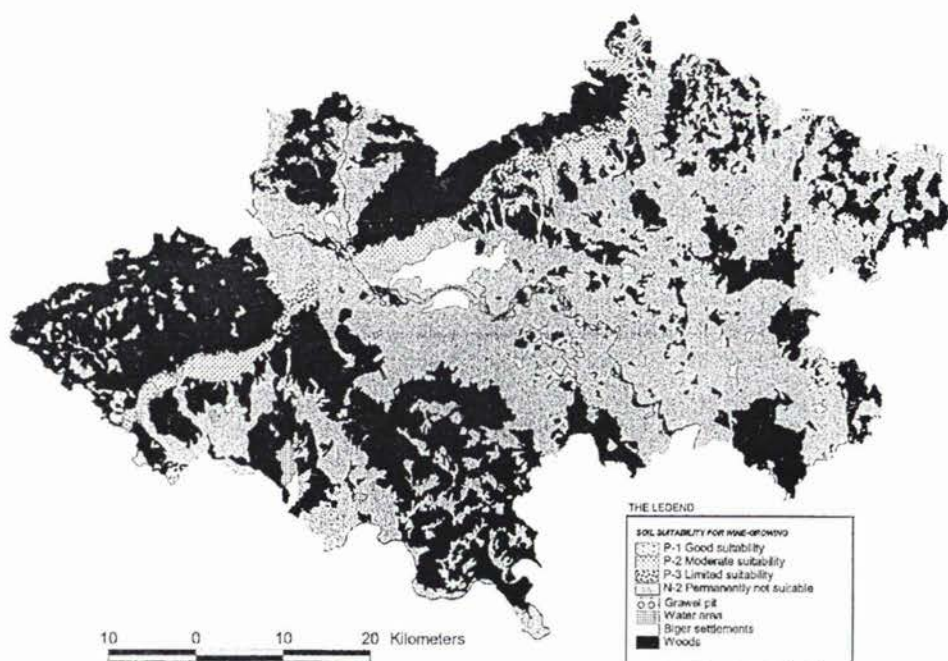 THE LEGEND
SOIL SUITABILITY FOR WINE-GROWING
P-1 Good suitability
P-2 Moderate suitability
P-3 Limited suitability
N-2 Permanently not suitable
Grawel pit
Water area
Biger settlements
Woods
10 0 10 20 Kilometers